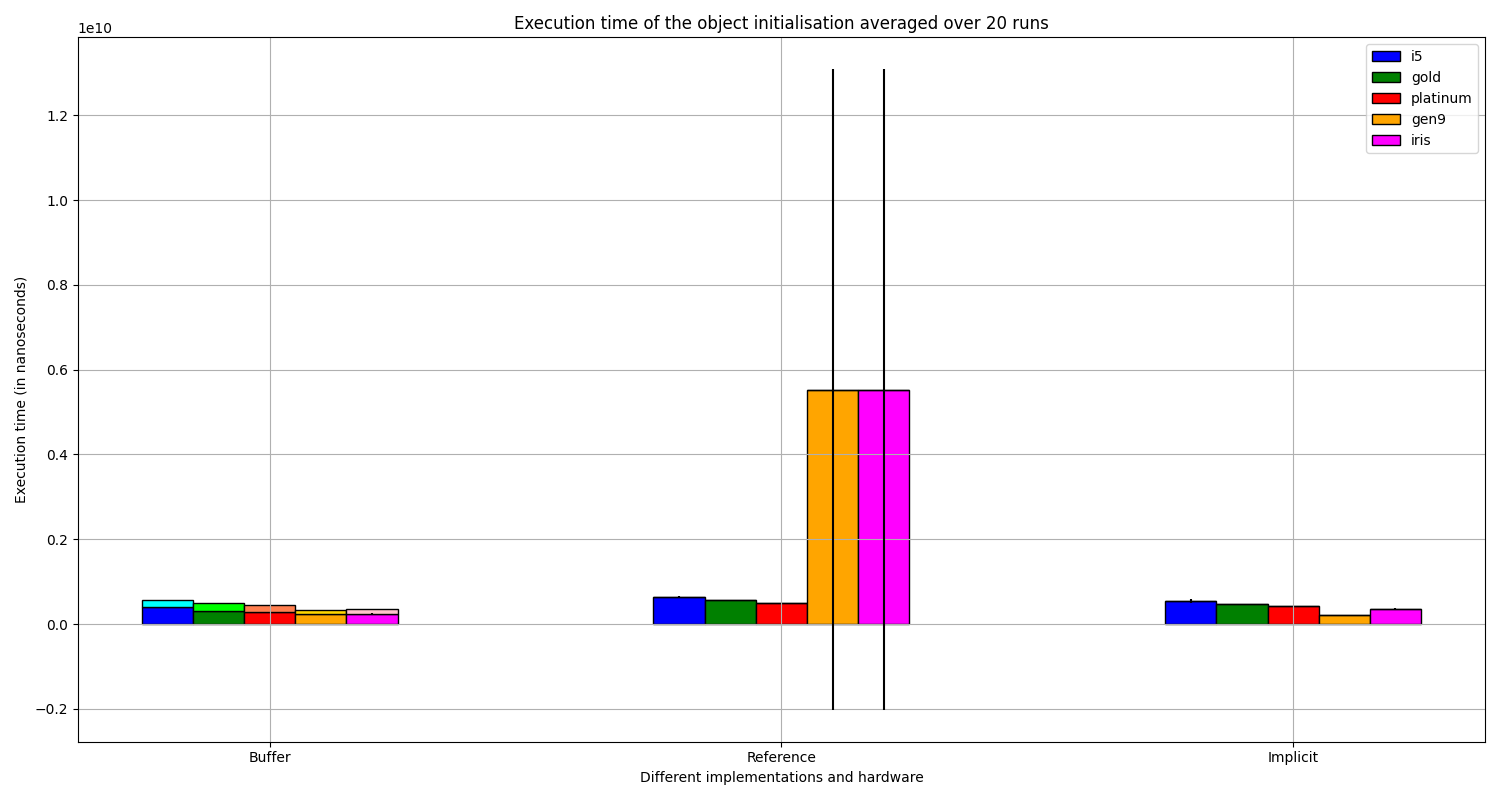 Execution time of the object initialisation averaged over 20 runs
1e10
i5
gold
platinum
gen9
iris
1.2
1.0
0.8
0.6
0.4
0.2
0.0
−0.2
Execution time (in nanoseconds)
Buffer
Reference
Implicit
Different implementations and hardware